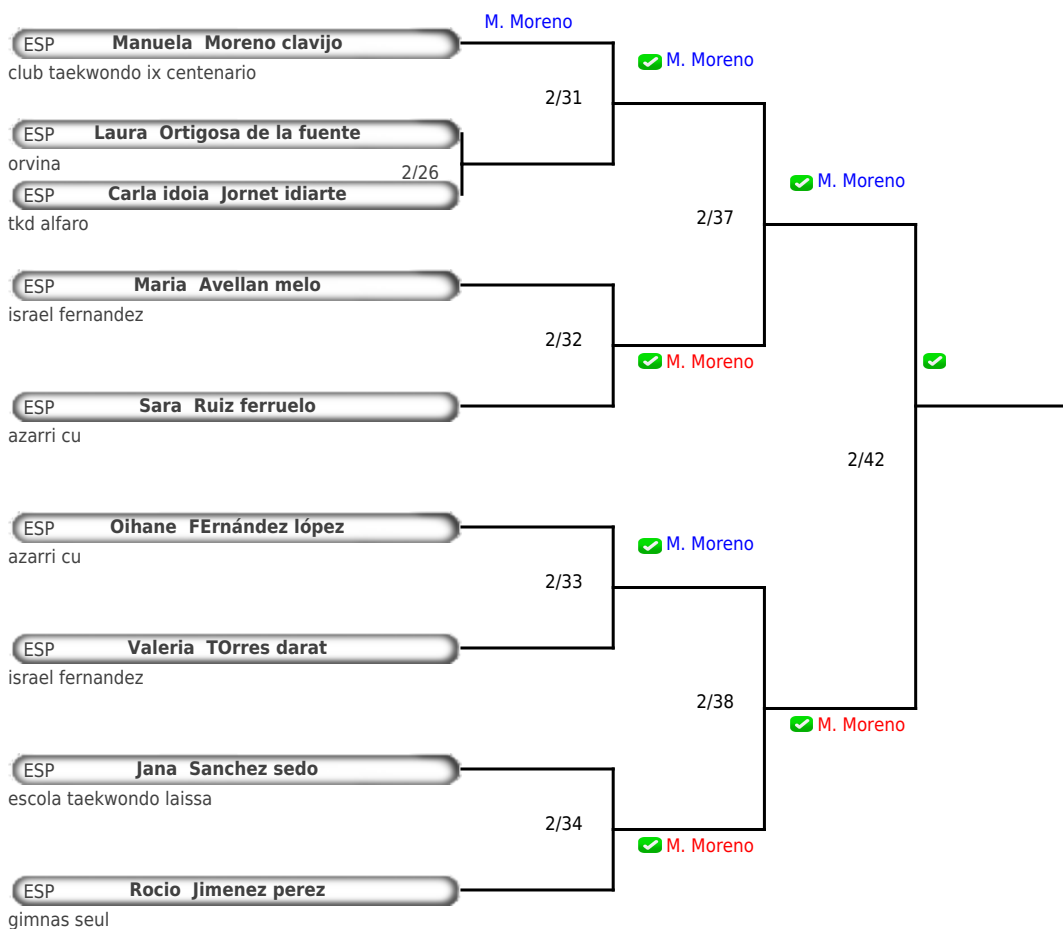 M. Moreno
ESP Manuela Moreno clavijo
club taekwondo ix centenario
M. Moreno
2/31
ESP Laura Ortigosa de la fuente
orvina
2/26
ESP Carla idoia Jornet idiarte
tkd alfaro
M. Moreno
2/37
ESP Maria Avellan melo
israel fernandez
2/32
M. Moreno
ESP Sara Ruiz ferruelo
azarri cu
2/42
ESP Oihane FErnández lópez
azarri cu
M. Moreno
2/33
ESP Valeria TOrres darat
israel fernandez
2/38
M. Moreno
ESP Jana Sanchez sedo
escola taekwondo laissa
2/34
M. Moreno
ESP Rocio Jimenez perez
gimnas seul